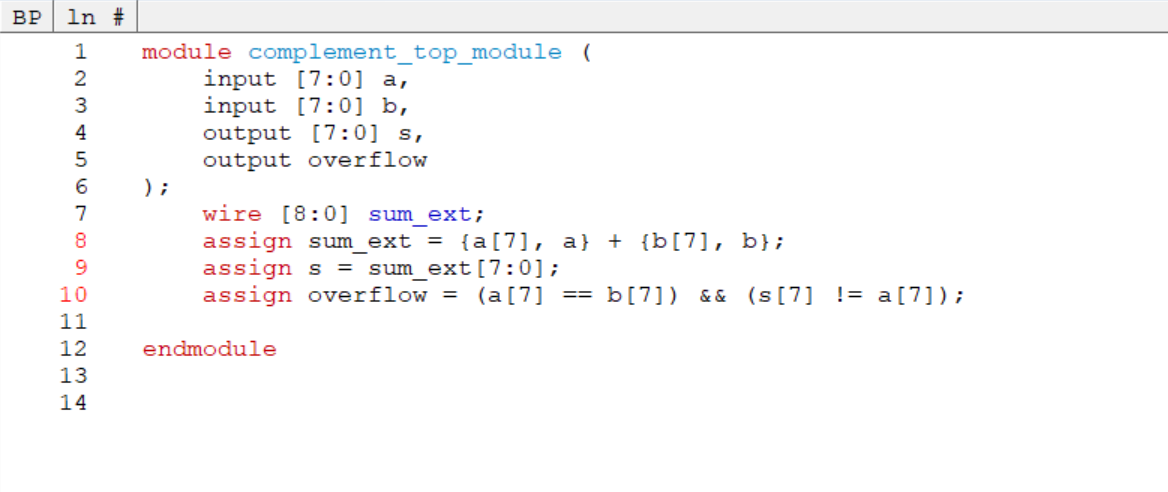 BP ln #
1 module complement_top_module (
2 input [7:0] a,
3 input [7:0] b,
4 output [7:0] s,
5 output overflow
6 );
7 wire [8:0] sum_ext;
8 assign sum_ext = {a[7], a} + {b[7], b};
9 assign s = sum_ext[7:0];
10 assign overflow = (a[7] == b[7]) && (s[7] != a[7]);
11
12 endmodule
13
14